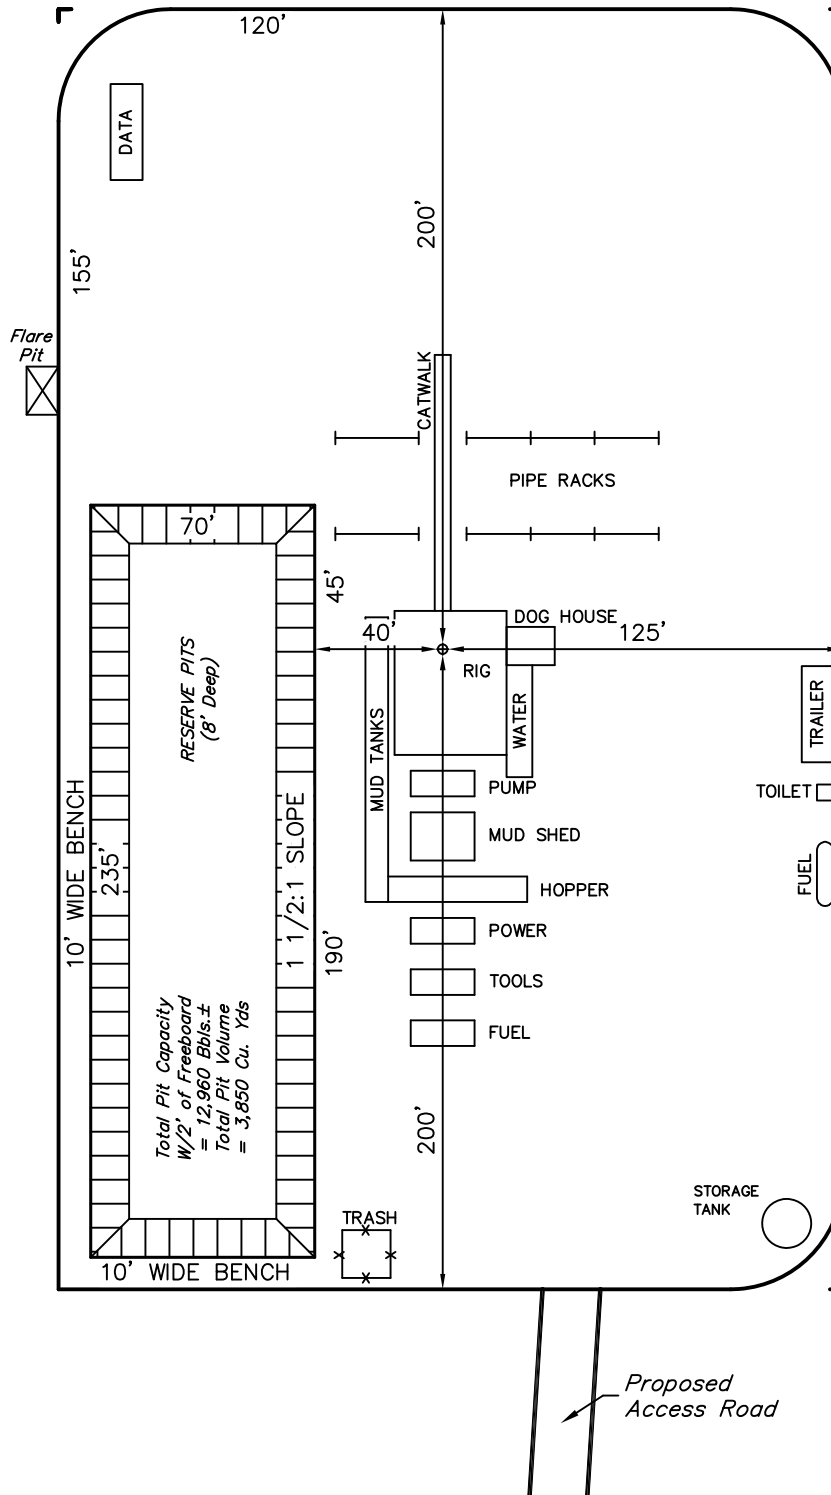 120'
DATA
200'
155'
Flare
Pit
CATWALK
PIPE RACKS
70'
45'
DOG HOUSE
40'
125'
RIG
RESERVE PITS
(8' Deep)
MUD TANKS
WATER
TRAILER
PUMP
TOILET
MUD SHED
10' WIDE BENCH
235'
1 1/2:1 SLOPE
FUEL
HOPPER
POWER
190'
TOOLS
Total Pit Capacity
W/2' of Freeboard
= 12,960 Bbls.±
Total Pit Volume
= 3,850 Cu. Yds
FUEL
200'
STORAGE
TANK
TRASH
10' WIDE BENCH
Proposed
Access Road